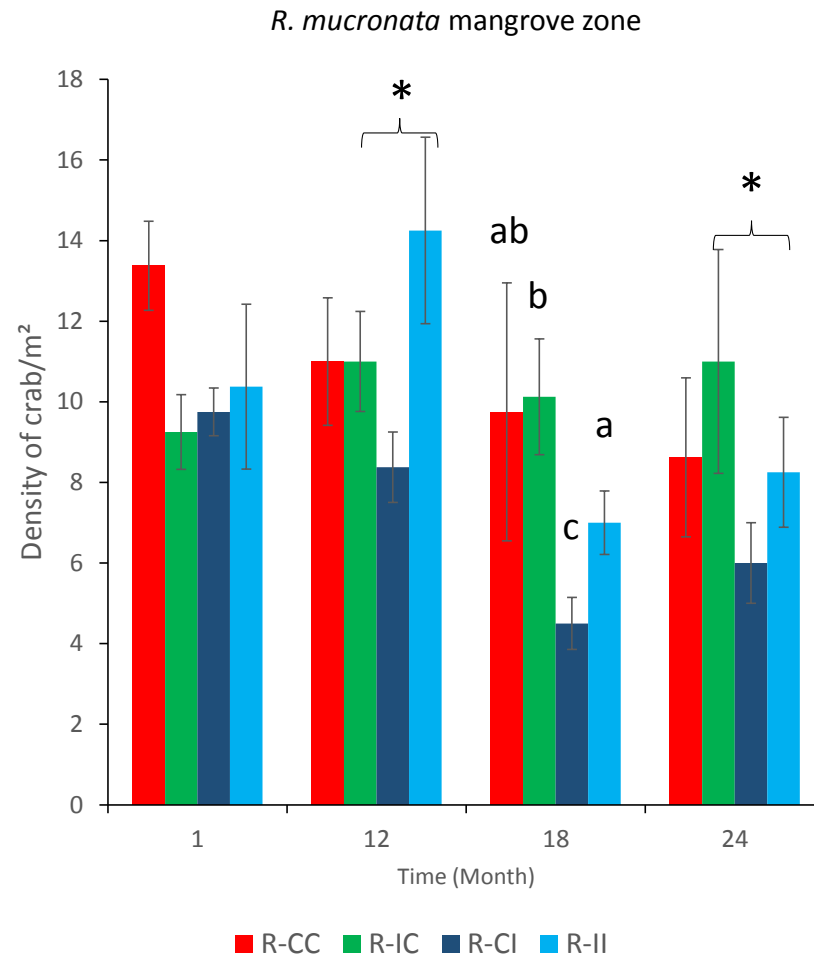 R. mucronata mangrove zone
18
16
14
12
10
8
6
4
2
0
Density of crab/m²
*
ab
b
c
a
*
1 12 18 24
Time (Month)
R-CC R-IC R-CI R-II